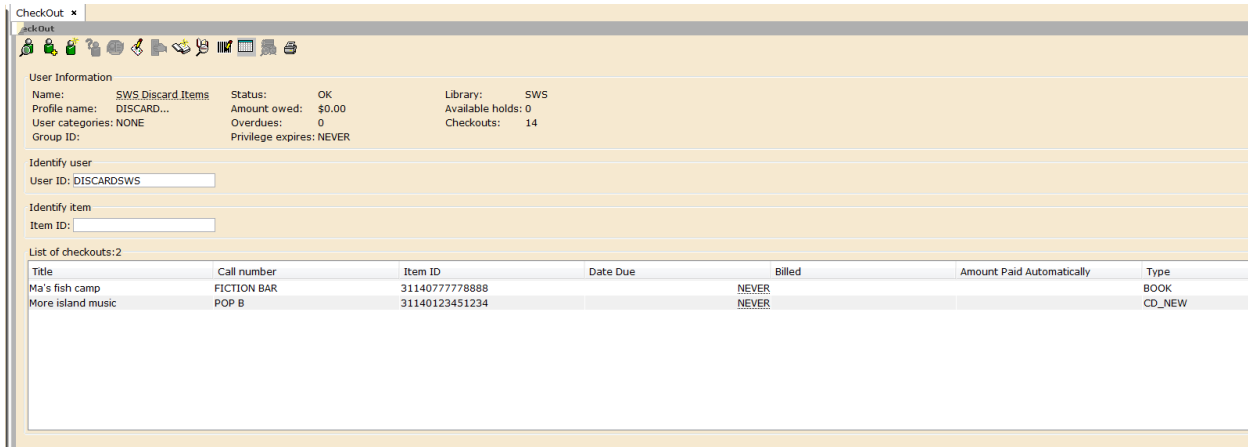 CheckOut ×
eckOut
User Information
Name: SWS Discard Items Status: OK Library: SWS
Profile name: DISCARD... Amount owed: $0.00 Available holds: 0
User categories: NONE Overdues: 0 Checkouts: 14
Group ID: Privilege expires: NEVER
Identify user
User ID: DISCARDSWS
Identify item
Item ID:
List of checkouts:2
Title Call number Item ID Date Due Billed Amount Paid Automatically Type
Ma's fish camp FICTION BAR 31140777778888 NEVER BOOK
More island music POP B 31140123451234 NEVER CD_NEW